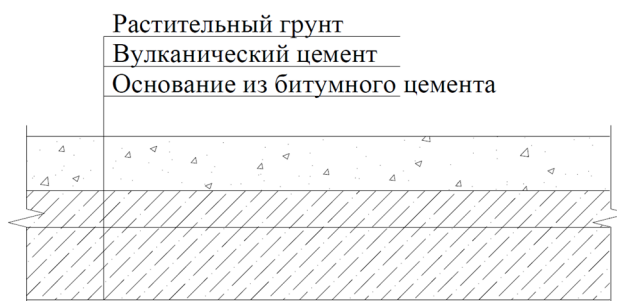 Растительный грунт
Вулканический цемент
Основание из битумного цемента